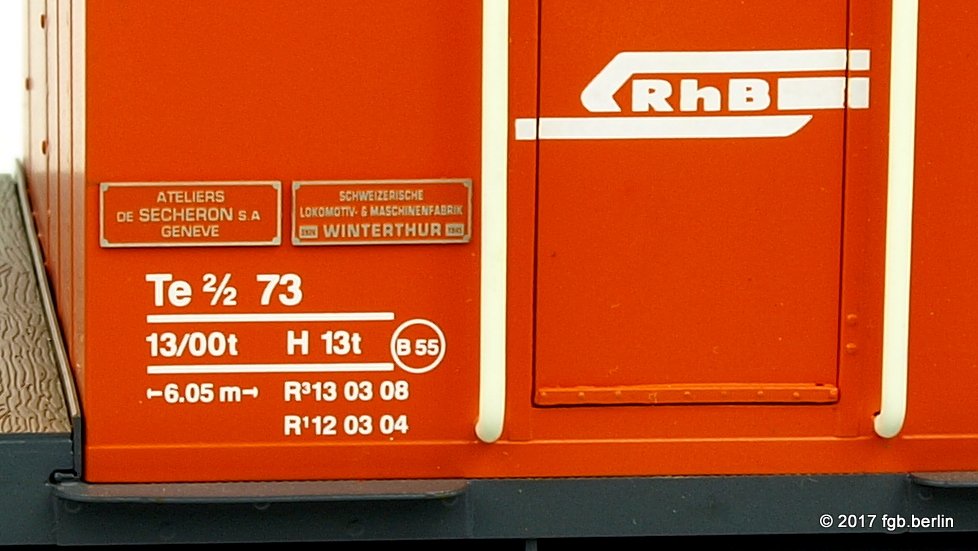 RhB
ATELIERS
DE SECHERON S.A
GENEVE
SCHWEIZERISCHE
LOKOMOTIV- & MASCHINENFABRIK
WINTERTHUR
Te 2/2 73
13/00t H 13t B 55
6.05 m R³13 03 08
R¹12 03 04
© 2017 fgb.berlin